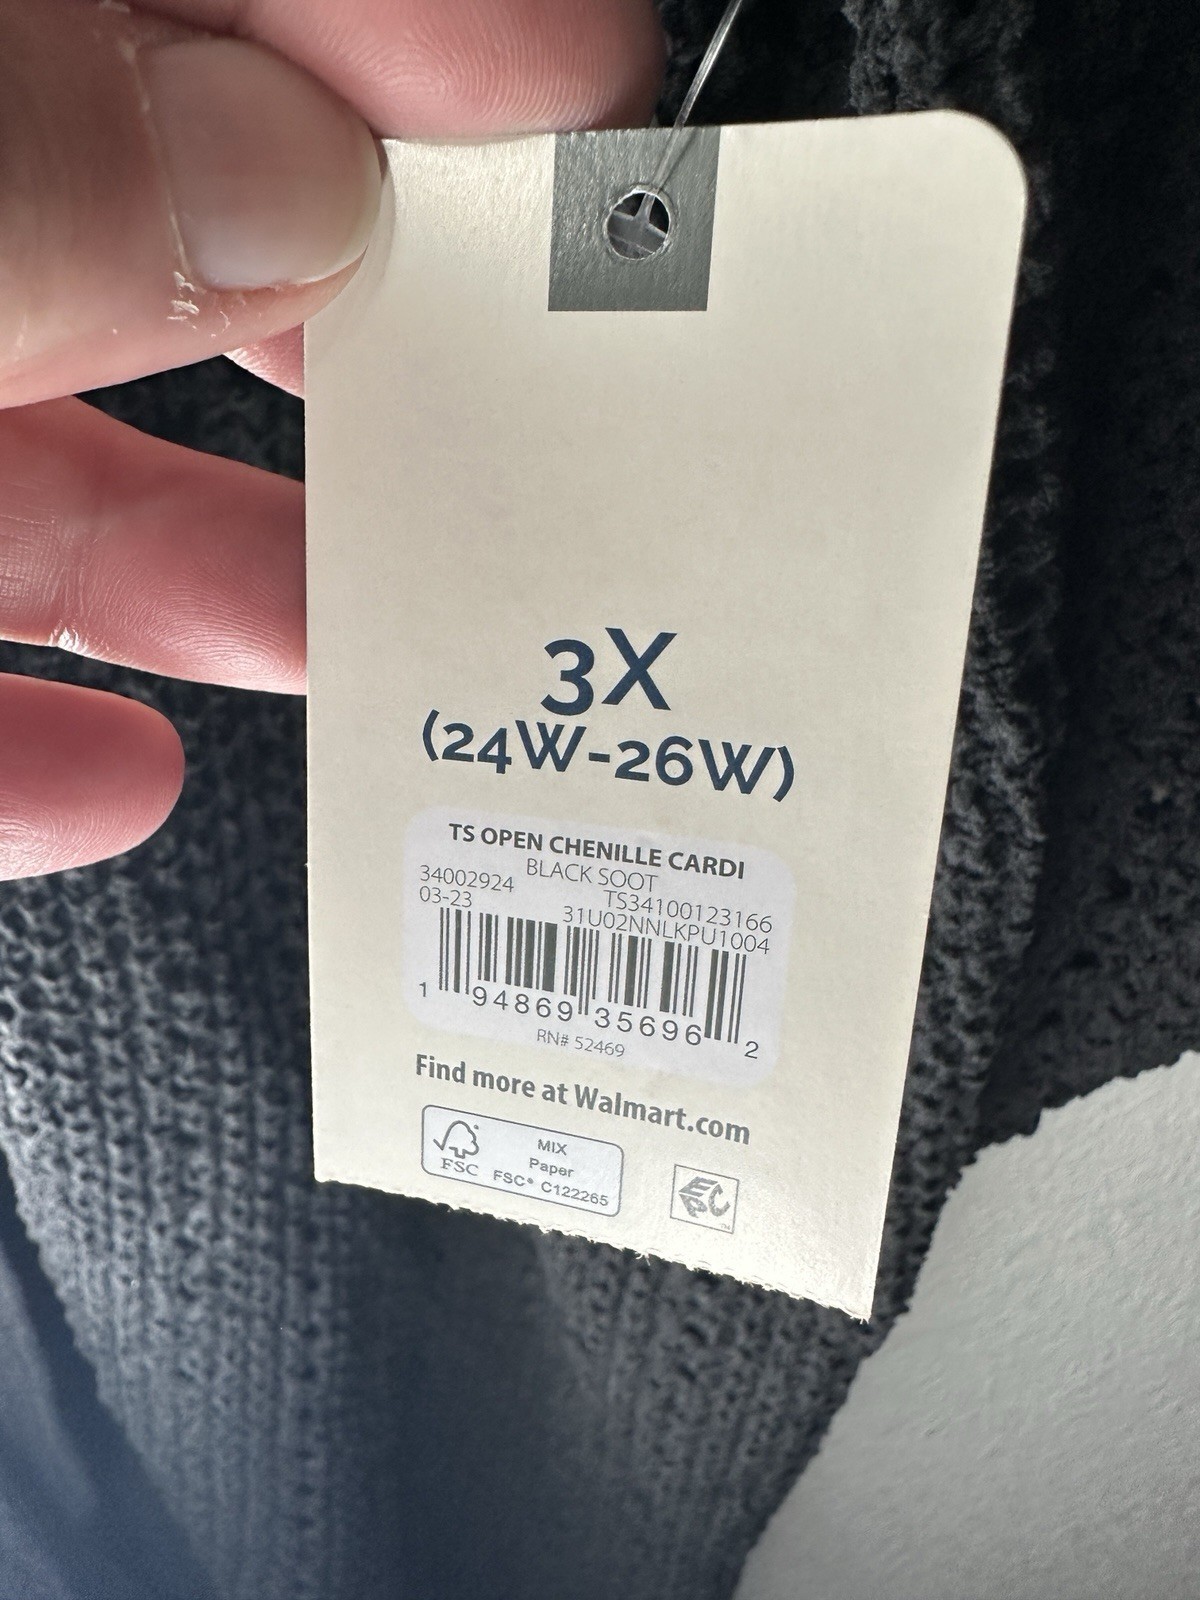 3X
(24W-26W)
TS OPEN CHENILLE CARDI
BLACK SOOT
34002924 TS34100123166
03-23 31U02NNLKPU1004
1 94869 35696 2
RN# 52469
Find more at Walmart.com
FSC
MIX
Paper
FSC® C122265
EPC™